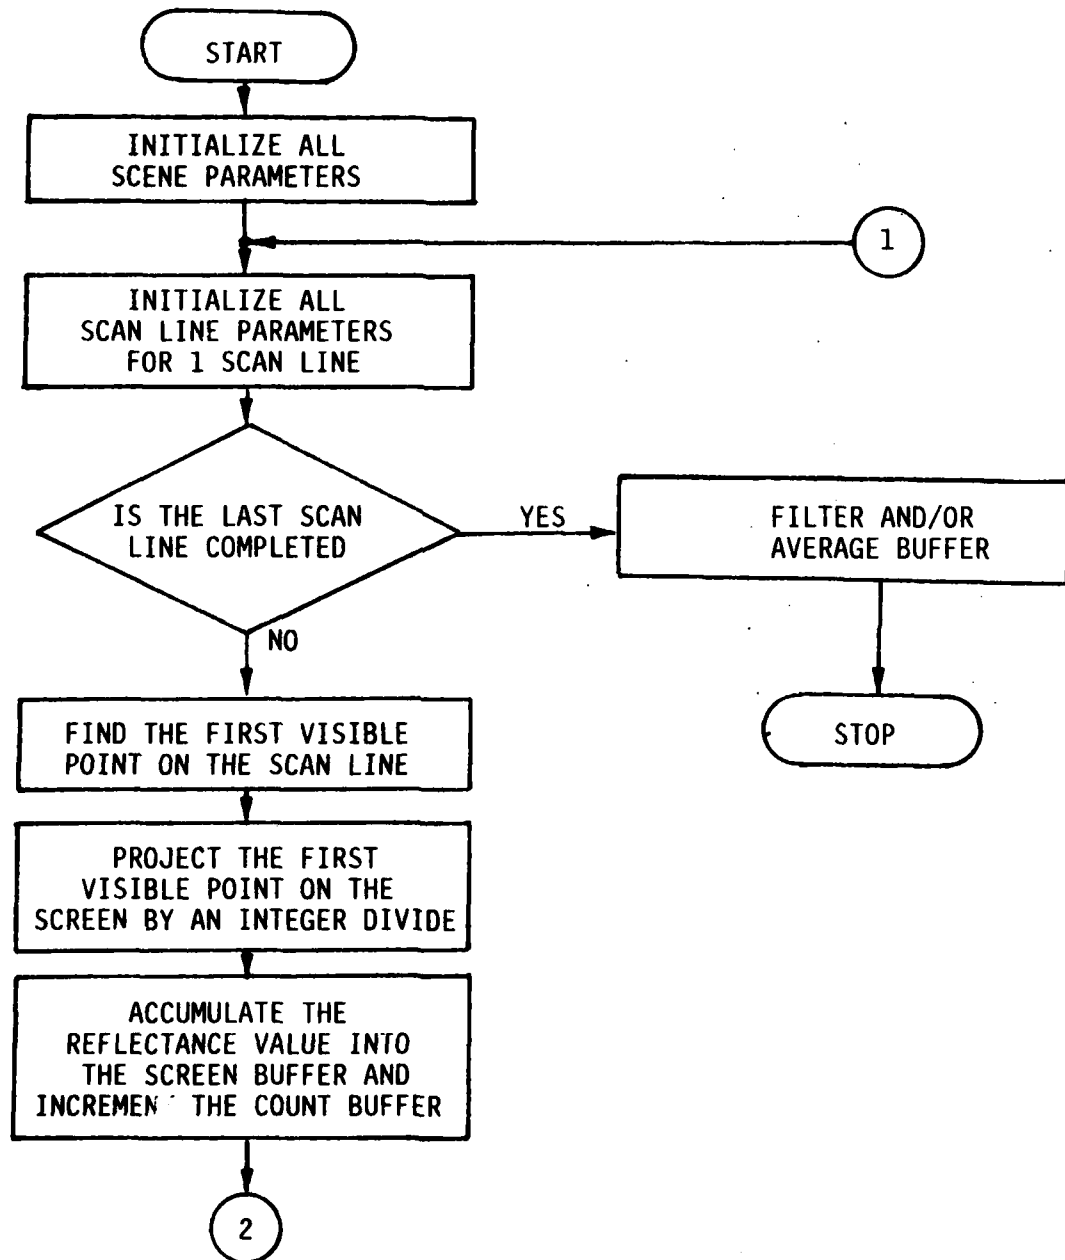 START
INITIALIZE ALL
SCENE PARAMETERS
1
INITIALIZE ALL
SCAN LINE PARAMETERS
FOR 1 SCAN LINE
IS THE LAST SCAN
LINE COMPLETED
YES
FILTER AND/OR
AVERAGE BUFFER
NO
STOP
FIND THE FIRST VISIBLE
POINT ON THE SCAN LINE
PROJECT THE FIRST
VISIBLE POINT ON THE
SCREEN BY AN INTEGER DIVIDE
ACCUMULATE THE
REFLECTANCE VALUE INTO
THE SCREEN BUFFER AND
INCREMENT THE COUNT BUFFER
2